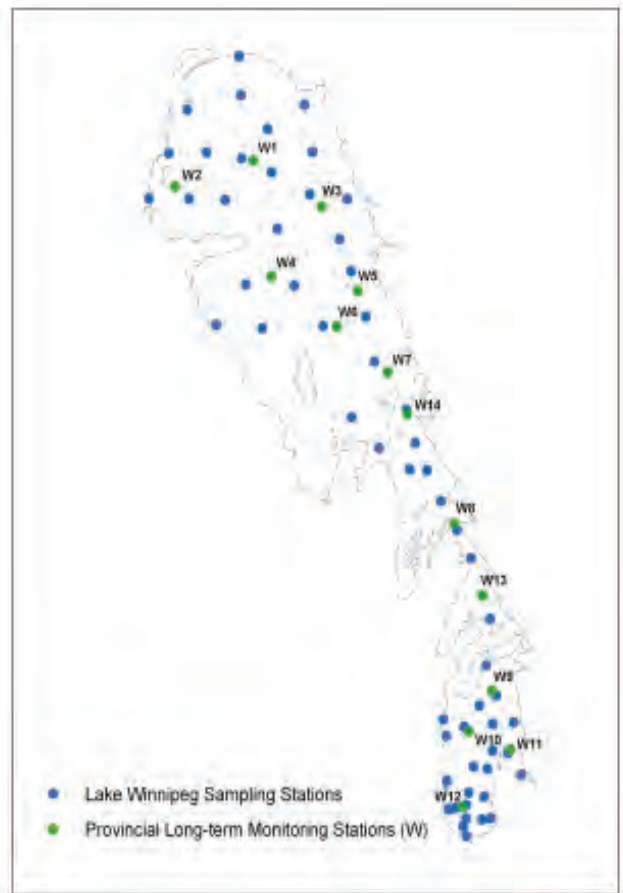 W1
W2
W3
W4
W5
W6
W7
W14
W8
W13
W9
W10
W11
W12
Lake Winnipeg Sampling Stations
Provincial Long-term Monitoring Stations (W)